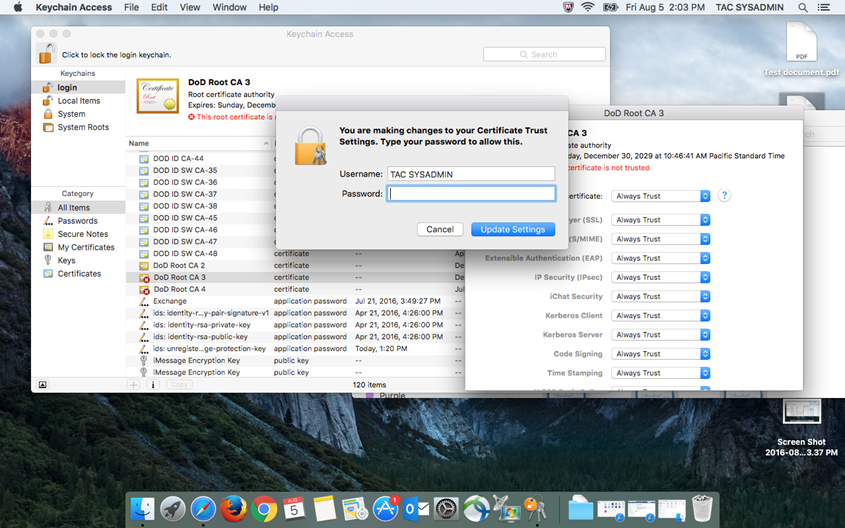 Keychain Access File Edit View Window Help
Fri Aug 5 2:03 PM TAC SYSADMIN
Keychain Access
Click to lock the login keychain.
Search
Keychains
login
Local Items
System
System Roots
DoD Root CA 3
Root certificate authority
Expires: Sunday, Decemb
This root certificate is
Name
DOD ID CA-44
DOD ID SW CA-35
DOD ID SW CA-36
DOD ID SW CA-37
DOD ID SW CA-38
DOD ID SW CA-45
DOD ID SW CA-46
DOD ID SW CA-47
DOD ID SW CA-48 certificate -- Ap
DoD Root CA 2 certificate -- De
DoD Root CA 3 certificate -- De
DoD Root CA 4 certificate --
Exchange application password Jul 21, 2016, 3:49:27 PM --
ids: identity-r...y-pair-signature-v1 application password Apr 21, 2016, 4:26:00 PM --
ids: identity-rsa-private-key application password Apr 21, 2016, 4:26:00 PM --
ids: identity-rsa-public-key application password Apr 21, 2016, 4:26:00 PM --
ids: unregiste...ge-protection-key application password Today, 1:20 PM --
iMessage Encryption Key public key -- --
iMessage Encryption Key public key -- --
Category
All Items
Passwords
Secure Notes
My Certificates
Keys
Certificates
Copy
120 items
You are making changes to your Certificate Trust
Settings. Type your password to allow this.
Username: TAC SYSADMIN
Password:
Cancel Update Settings
DoD Root CA 3
CA 3
ate authority
day, December 30, 2029 at 10:46:41 AM Pacific Standard Time
certificate is not trusted
ertificate: Always Trust ?
yer (SSL) Always Trust
(S/MIME) Always Trust
Extensible Authentication (EAP) Always Trust
IP Security (IPsec) Always Trust
iChat Security Always Trust
Kerberos Client Always Trust
Kerberos Server Always Trust
Code Signing Always Trust
Time Stamping Always Trust
Purple
PDF
Test document.pdf
Screen Shot
2016-08...3.37 PM
AUG
5
1